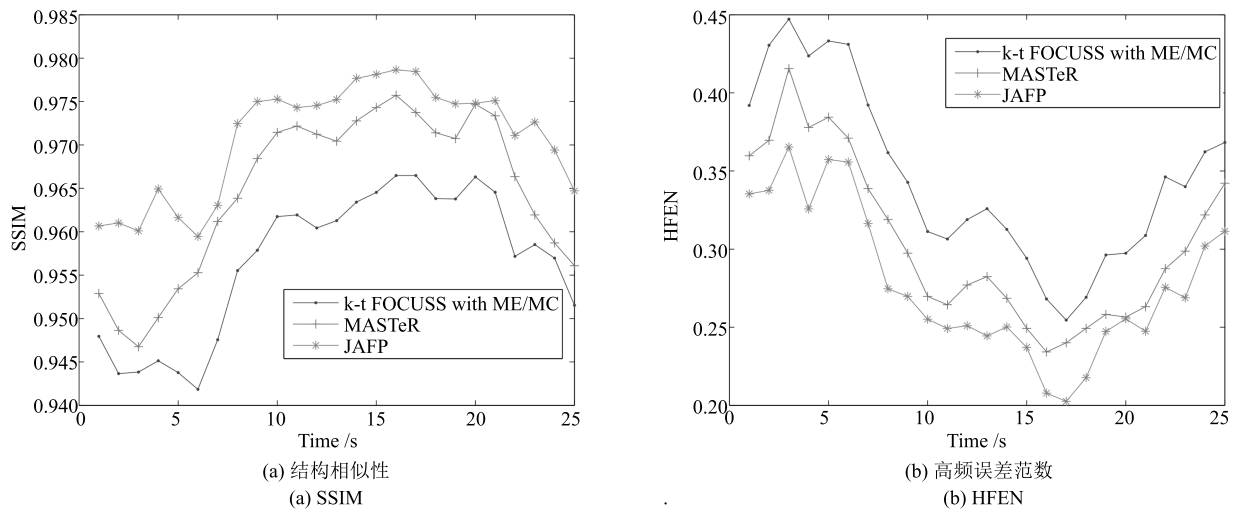 0.985
0.980
0.975
0.970
0.965
0.960
0.955
0.950
0.945
0.940
SSIM
k-t FOCUSS with ME/MC
MASTeR
JAFP
0 5 10 15 20 25
Time /s
(a) 结构相似性
(a) SSIM
0.45
0.40
0.35
0.30
0.25
0.20
HFEN
k-t FOCUSS with ME/MC
MASTeR
JAFP
0 5 10 15 20 25
Time /s
(b) 高频误差范数
(b) HFEN